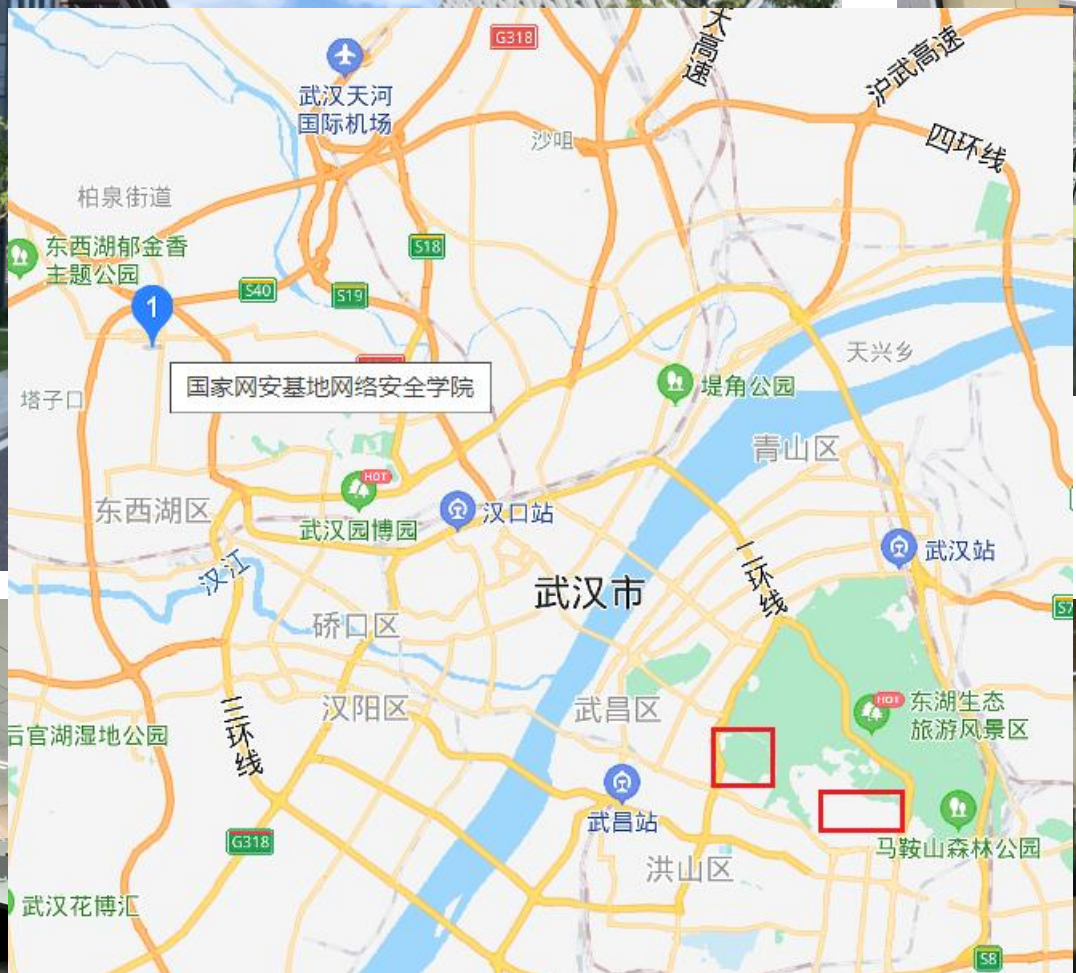 G318
大高速
沪武高速
武汉天河
国际机场
沙咀
四环线
柏泉街道
东西湖郁金香
主题公园
S18
S40
S19
1
天兴乡
国家网安基地网络安全学院
塔子口
堤角公园
青山区
HOT
东西湖区
武汉园博园
汉口站
武汉站
汉江
二环线
武汉市
硚口区
汉阳区
武昌区
HOT
东湖生态
旅游风景区
三环线
后官湖湿地公园
武昌站
G318
马鞍山森林公园
洪山区
武汉花博汇
S8